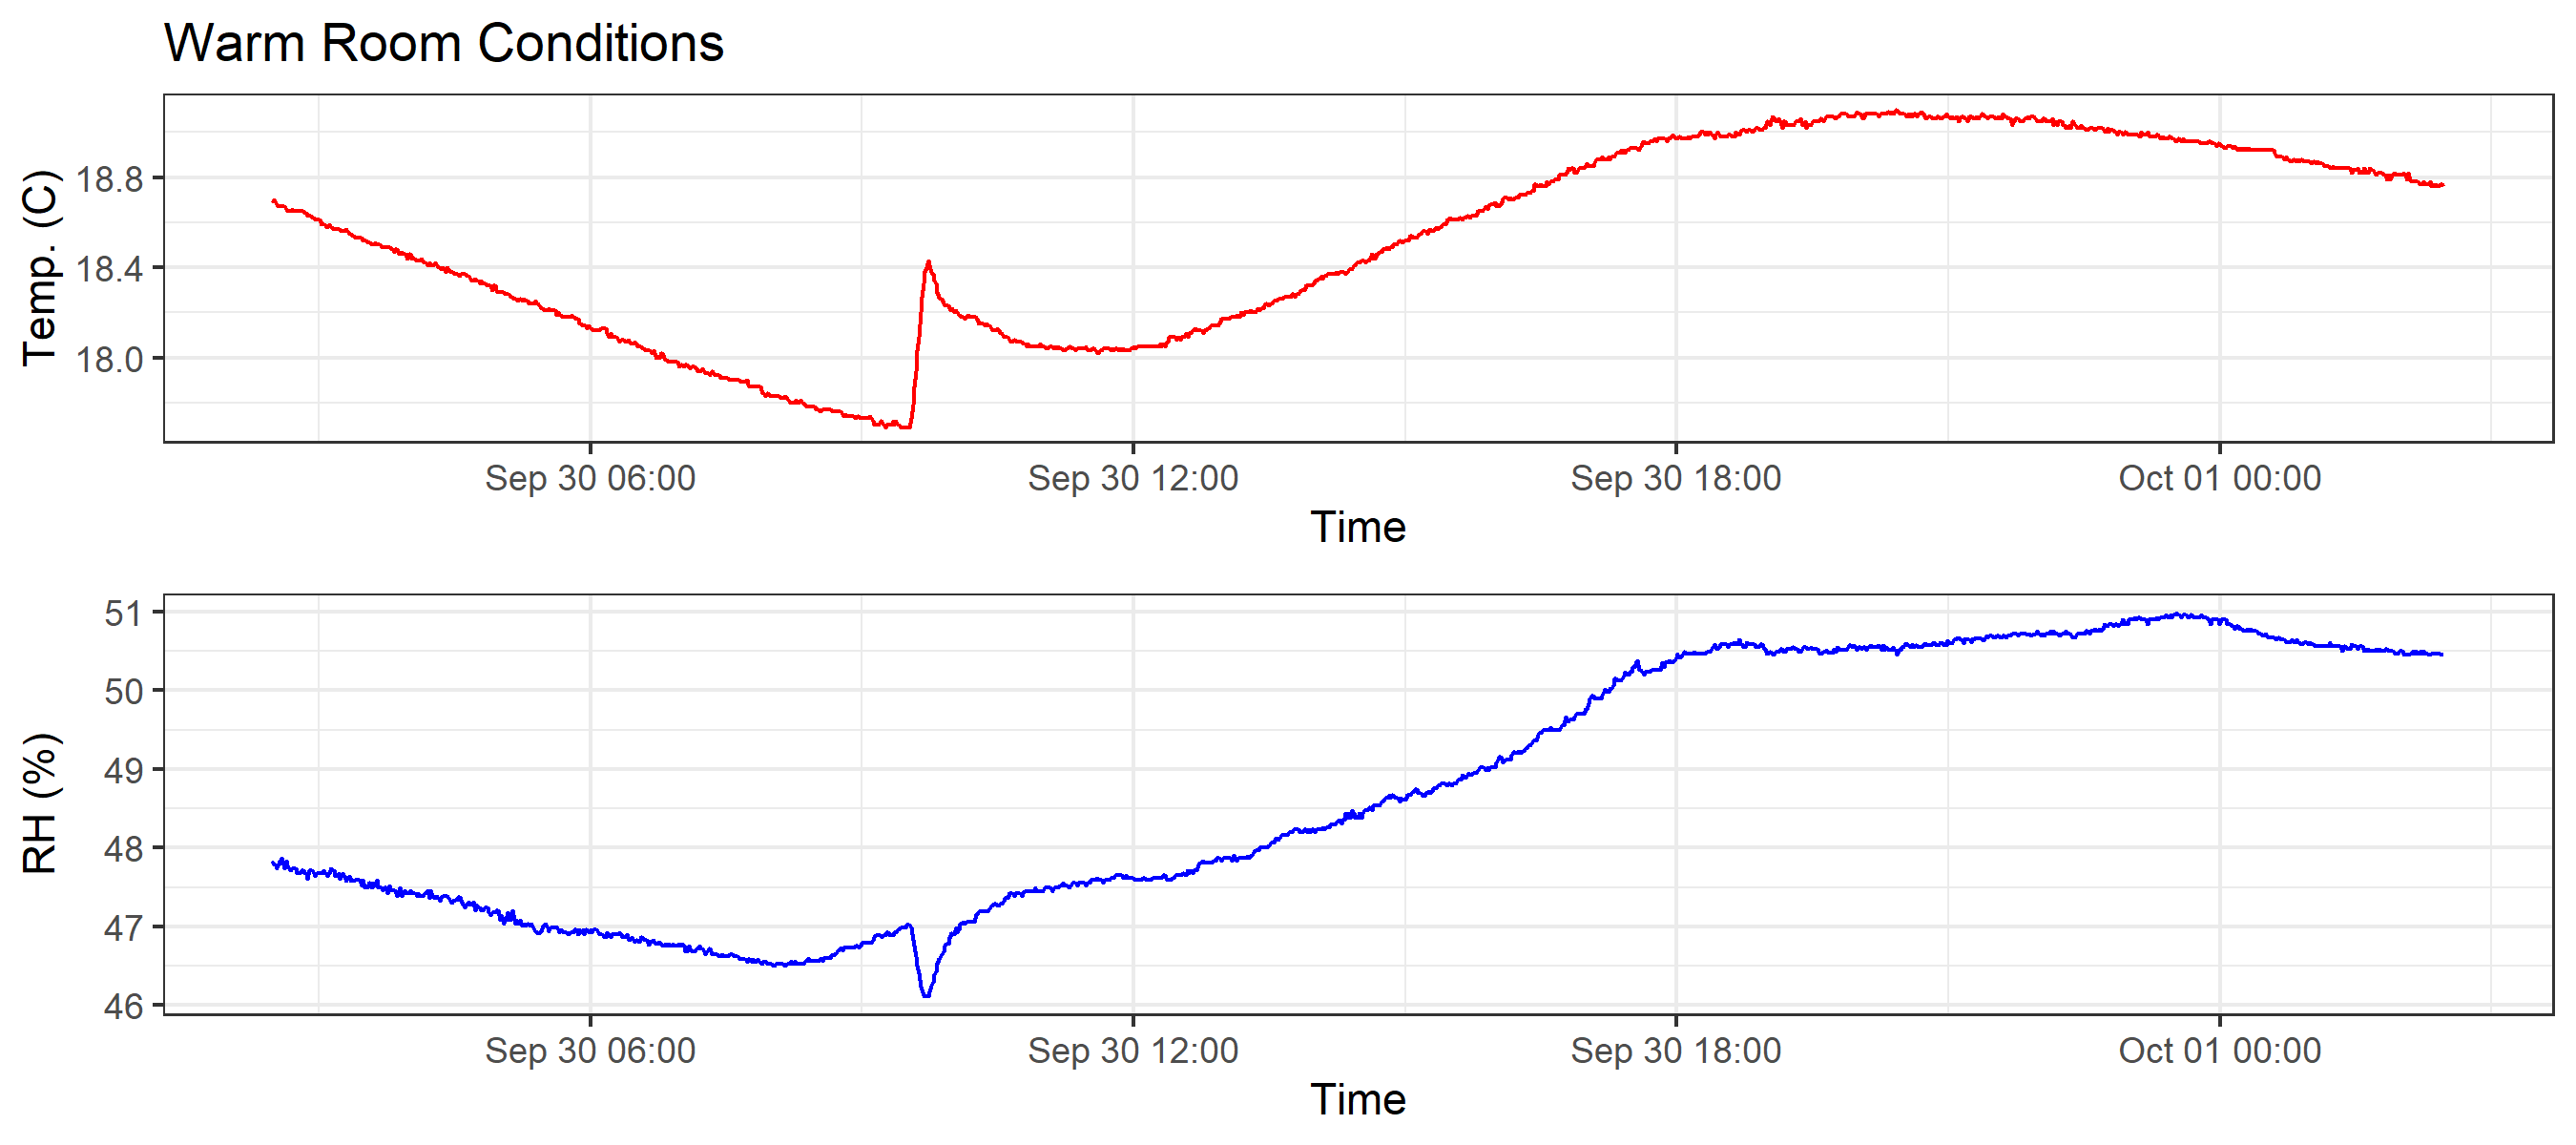 Warm Room Conditions
Temp. (C)
18.8
18.4
18.0
Sep 30 06:00 Sep 30 12:00 Sep 30 18:00 Oct 01 00:00
Time
RH (%)
51
50
49
48
47
46
Sep 30 06:00 Sep 30 12:00 Sep 30 18:00 Oct 01 00:00
Time